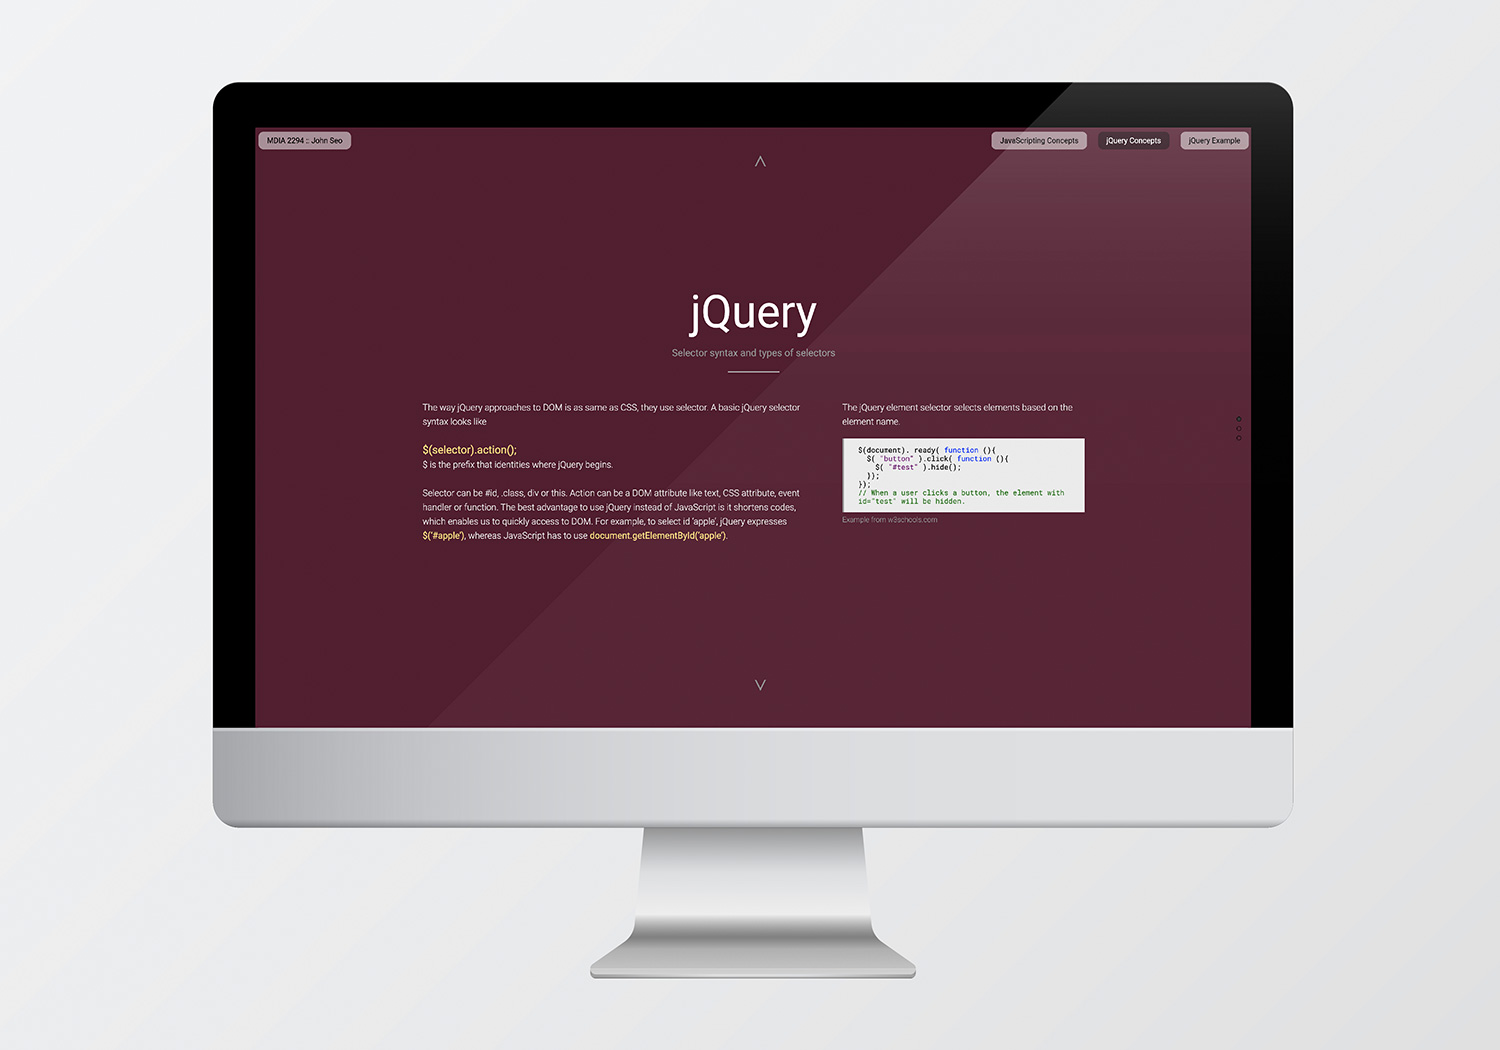 MDIA 2294 :: John Seo
JavaScripting Concepts
jQuery Concepts
jQuery Example
jQuery
Selector syntax and types of selectors
The way jQuery approaches to DOM is as same as CSS, they use selector. A basic jQuery selector
syntax looks like
$(selector).action();
$ is the prefix that identities where jQuery begins.
Selector can be #id, .class, div or this. Action can be a DOM attribute like text, CSS attribute, event
handler or function. The best advantage to use jQuery instead of JavaScript is it shortens codes,
which enables us to quickly access to DOM. For example, to select id 'apple', jQuery expresses
$('#apple'), whereas JavaScript has to use document.getElementById('apple').
The jQuery element selector selects elements based on the
element name.
$(document). ready( function (){
$( "button" ).click( function (){
$( "#test" ).hide();
});
});
// When a user clicks a button, the element with
id="test" will be hidden.
Example from w3schools.com